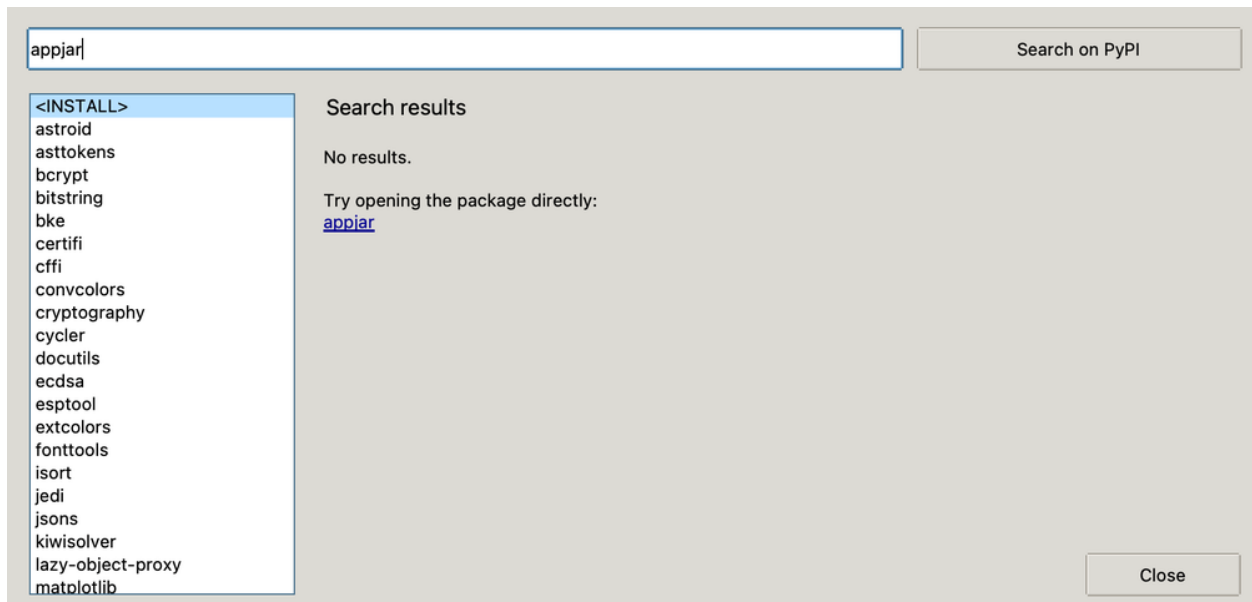 appjar
Search on PyPI
<INSTALL>
astroid
asttokens
bcrypt
bitstring
bke
certifi
cffi
convcolors
cryptography
cycler
docutils
ecdsa
esptool
extcolors
fonttools
isort
jedi
jsons
kiwisolver
lazy-object-proxy
matplotlib
Search results
No results.
Try opening the package directly:
appjar
Close